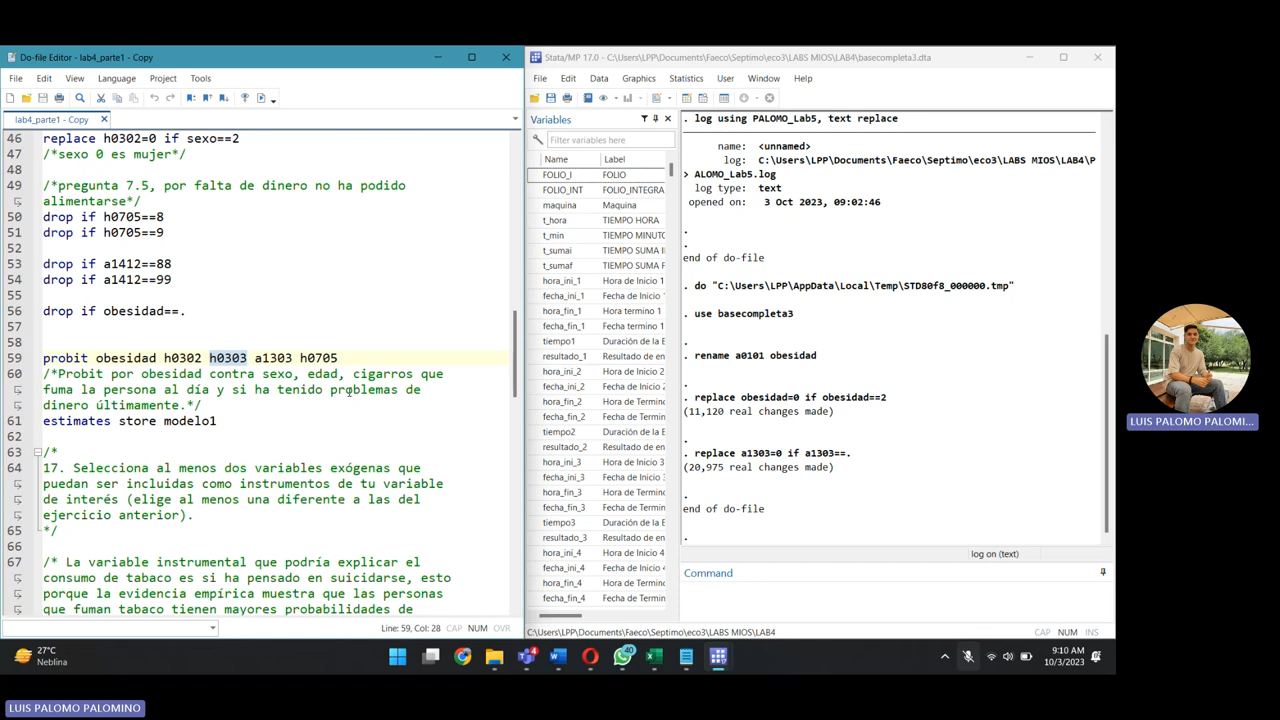 Do-file Editor - lab4_parte1 - Copy
File Edit View Language Project Tools
lab4_parte1 - Copy
46 replace h0302=0 if sexo==2
47 /*sexo 0 es mujer*/
48
49 /*pregunta 7.5, por falta de dinero no ha podido
alimentarse*/
50 drop if h0705==8
51 drop if h0705==9
52
53 drop if a1412==88
54 drop if a1412==99
55
56 drop if obesidad==.
57
58
59 probit obesidad h0302 h0303 a1303 h0705
60 /*Probit por obesidad contra sexo, edad, cigarros que
fuma la persona al día y si ha tenido problemas de
dinero últimamente.*/
61 estimates store modelo1
62
63 /*
64 17. Selecciona al menos dos variables exógenas que
puedan ser incluidas como instrumentos de tu variable
de interés (elige al menos una diferente a las del
ejercicio anterior).
65 */
66
67 /* La variable instrumental que podría explicar el
consumo de tabaco es si ha pensado en suicidarse, esto
porque la evidencia empírica muestra que las personas
que fuman tabaco tienen mayores probabilidades de
Line: 59, Col: 28 CAP NUM OVR
Stata/MP 17.0 - C:\Users\LPP\Documents\Faeco\Septimo\eco3\LABS MIOS\LAB4\basecompleta3.dta
File Edit Data Graphics Statistics User Window Help
Variables
Filter variables here
Name Label
FOLIO_I FOLIO
FOLIO_INT FOLIO_INTEGRA
maquina Maquina
t_hora TIEMPO HORA
t_min TIEMPO MINUTO
t_sumai TIEMPO SUMA I
t_sumaf TIEMPO SUMA F
hora_ini_1 Hora de Inicio 1
fecha_ini_1 Fecha de Inicio
hora_fin_1 Hora termino 1
fecha_fin_1 Fecha termino 1
tiempo1 Duración de la E
resultado_1 Resultado de en
hora_ini_2 Hora de Inicio 2
fecha_ini_2 Fecha de Inicio
hora_fin_2 Hora de Termino
fecha_fin_2 Fecha de Termin
tiempo2 Duración de la E
resultado_2 Resultado de en
hora_ini_3 Hora de Inicio 3
fecha_ini_3 Fecha de Inicio
hora_fin_3 Hora de Termino
fecha_fin_3 Fecha de Termin
tiempo3 Duración de la E
resultado_3 Resultado de en
hora_ini_4 Hora de Inicio 4
fecha_ini_4 Fecha de Inicio
hora_fin_4 Hora de Termino
fecha_fin_4 Fecha de Termin
. log using PALOMO_Lab5, text replace
name: <unnamed>
log: C:\Users\LPP\Documents\Faeco\Septimo\eco3\LABS MIOS\LAB4\P
> ALOMO_Lab5.log
log type: text
opened on: 3 Oct 2023, 09:02:46
.
.
end of do-file
. do "C:\Users\LPP\AppData\Local\Temp\STD80f8_000000.tmp"
. use basecompleta3
.
. rename a0101 obesidad
.
. replace obesidad=0 if obesidad==2
(11,120 real changes made)
.
. replace a1303=0 if a1303==.
(20,975 real changes made)
.
end of do-file
.
log on (text)
Command
C:\Users\LPP\Documents\Faeco\Septimo\eco3\LABS MIOS\LAB4
CAP NUM INS
27°C
Neblina
4
40
9:10 AM
10/3/2023
LUIS PALOMO PALOMI...
LUIS PALOMO PALOMINO